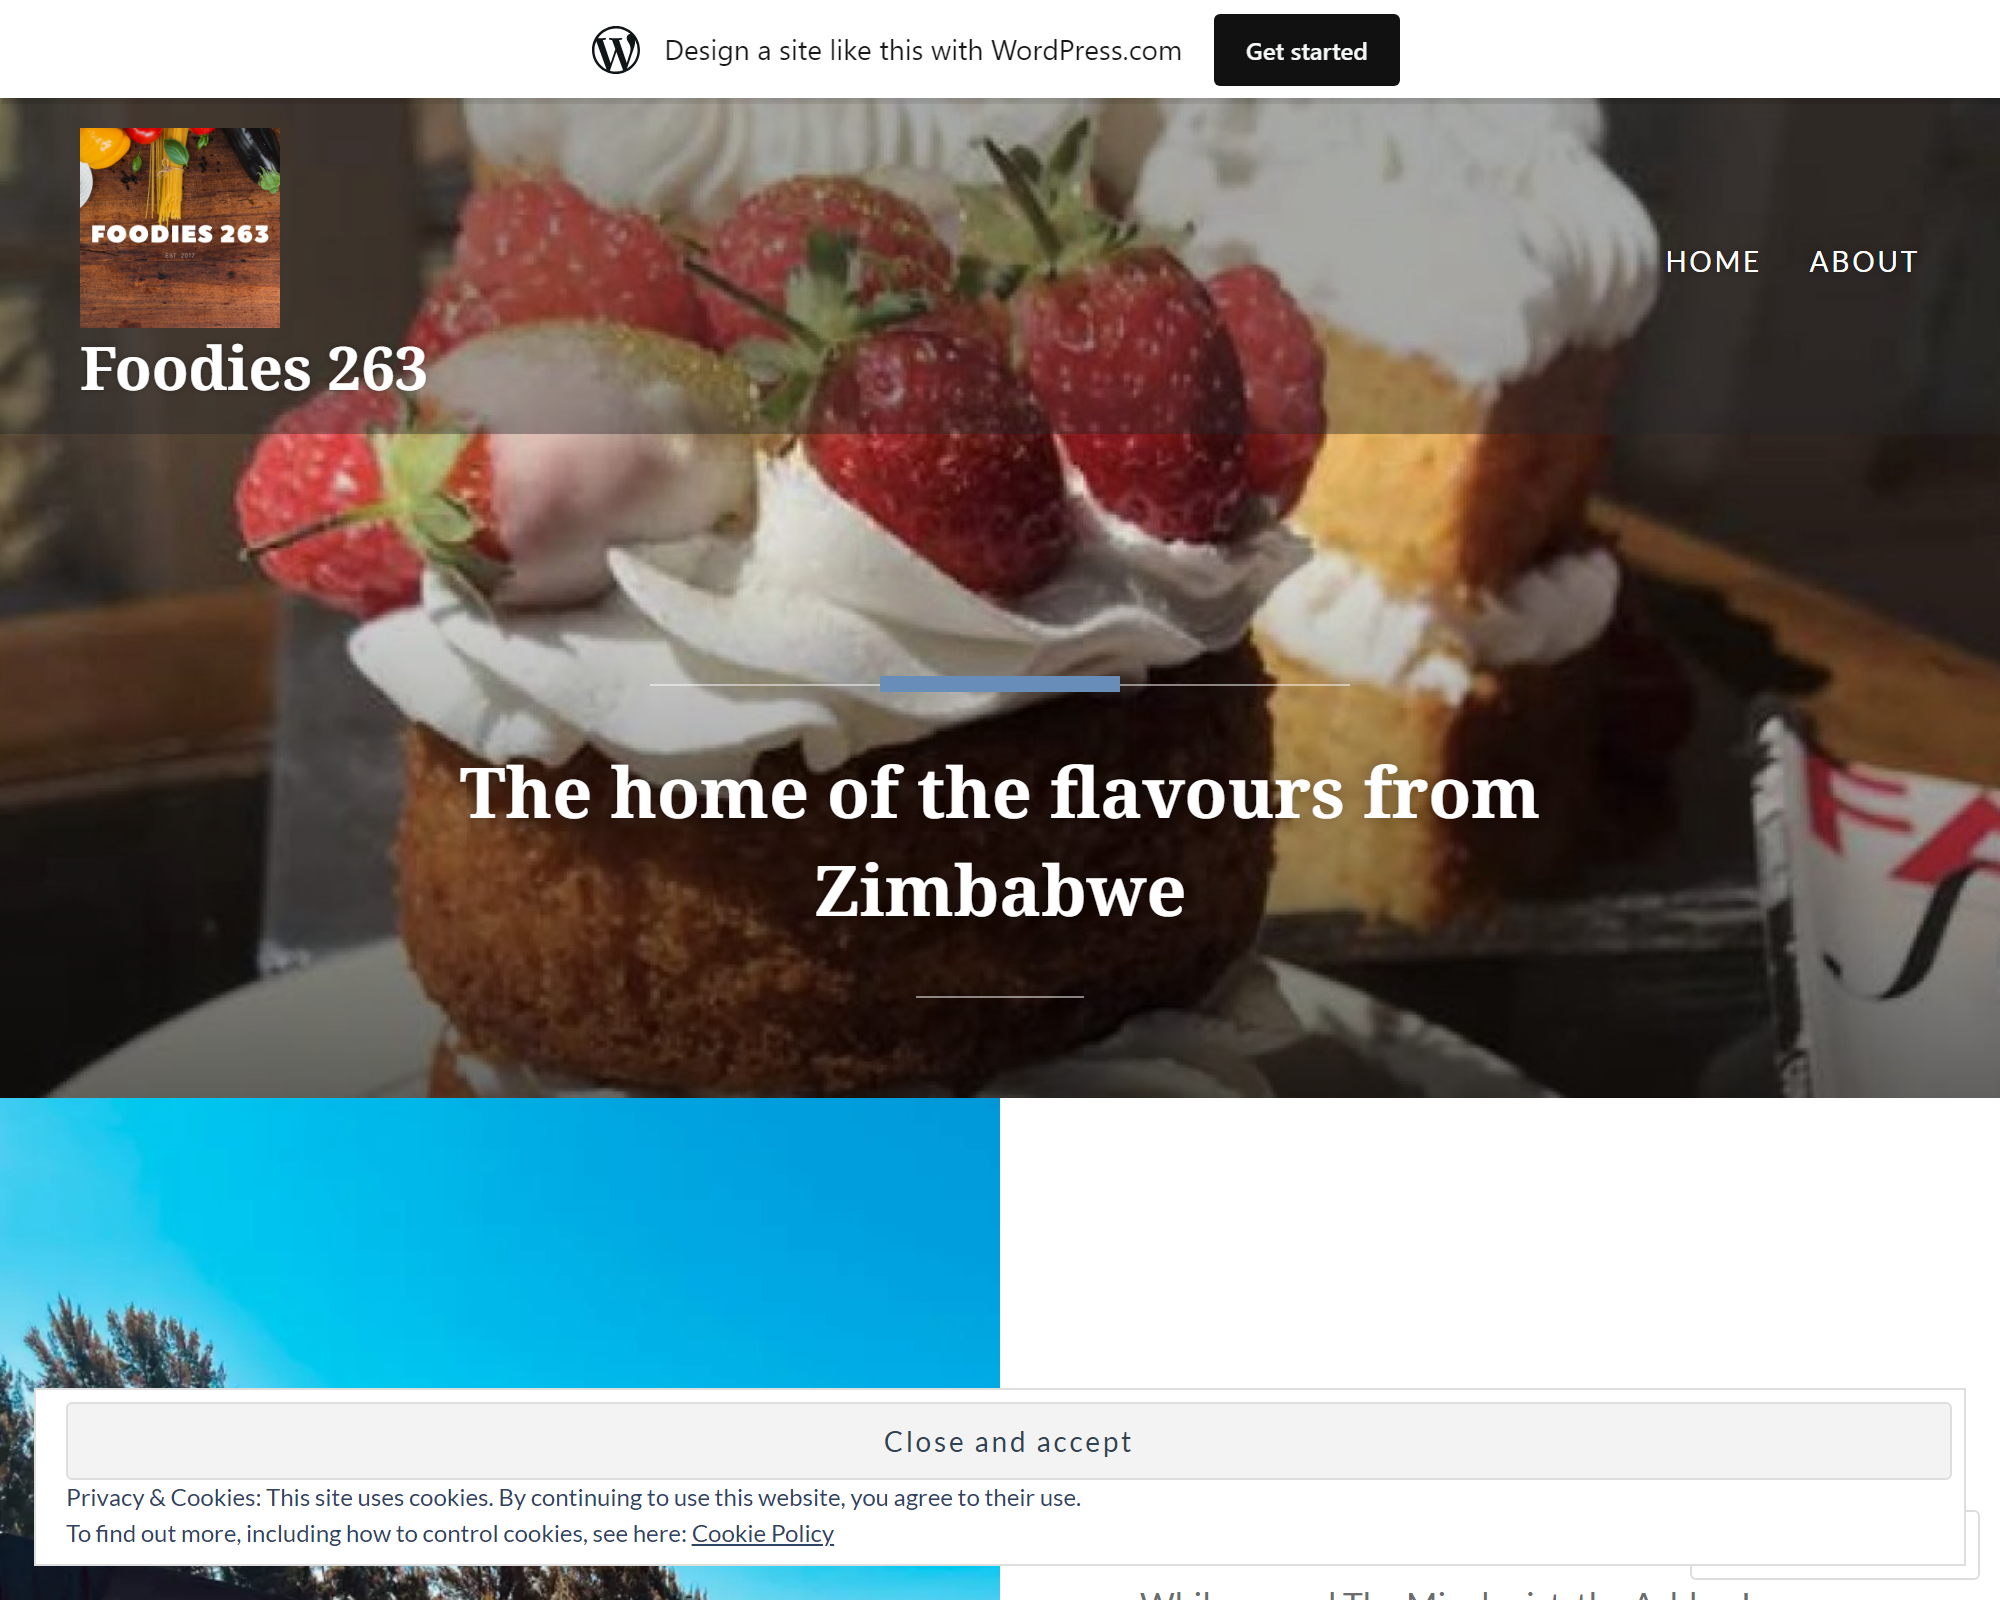 Design a site like this with WordPress.com
Get started
FOODIES 263
EST 2017
HOME
ABOUT
Foodies 263
The home of the flavours from
Zimbabwe
Close and accept
Privacy & Cookies: This site uses cookies. By continuing to use this website, you agree to their use.
To find out more, including how to control cookies, see here: Cookie Policy